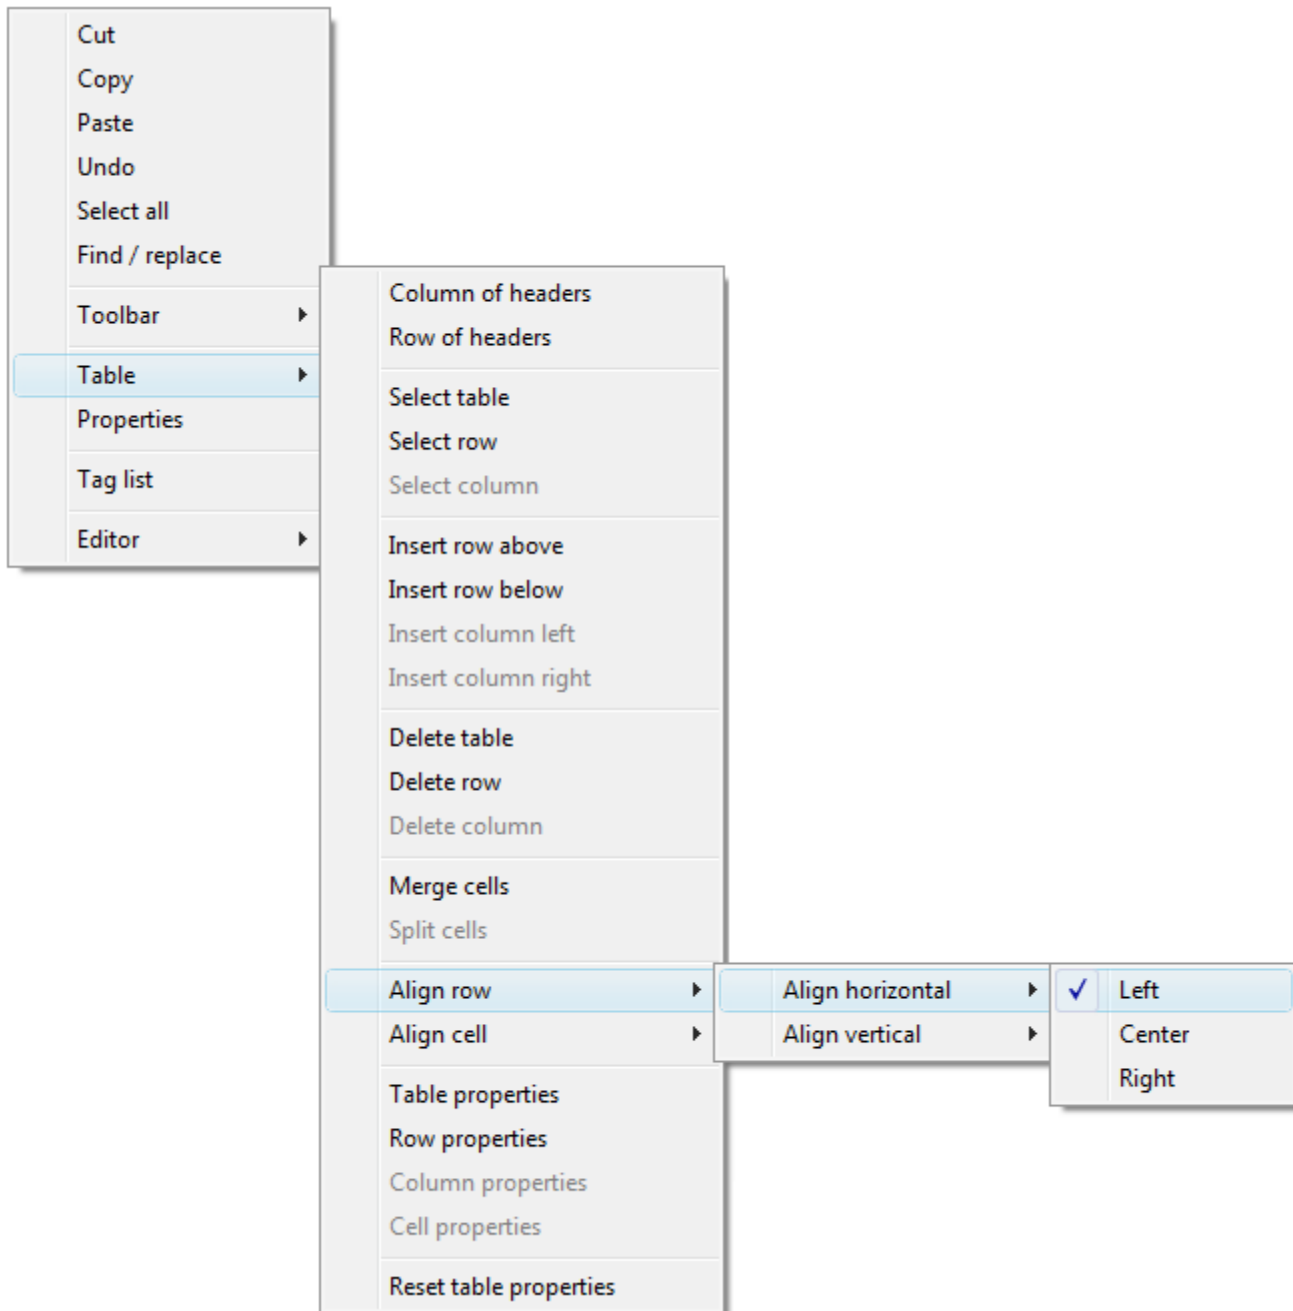 Cut
Copy
Paste
Undo
Select all
Find / replace
Toolbar
Table
Properties
Tag list
Editor
Column of headers
Row of headers
Select table
Select row
Select column
Insert row above
Insert row below
Insert column left
Insert column right
Delete table
Delete row
Delete column
Merge cells
Split cells
Align row
Align cell
Table properties
Row properties
Column properties
Cell properties
Reset table properties
Align horizontal
Align vertical
Left
Center
Right